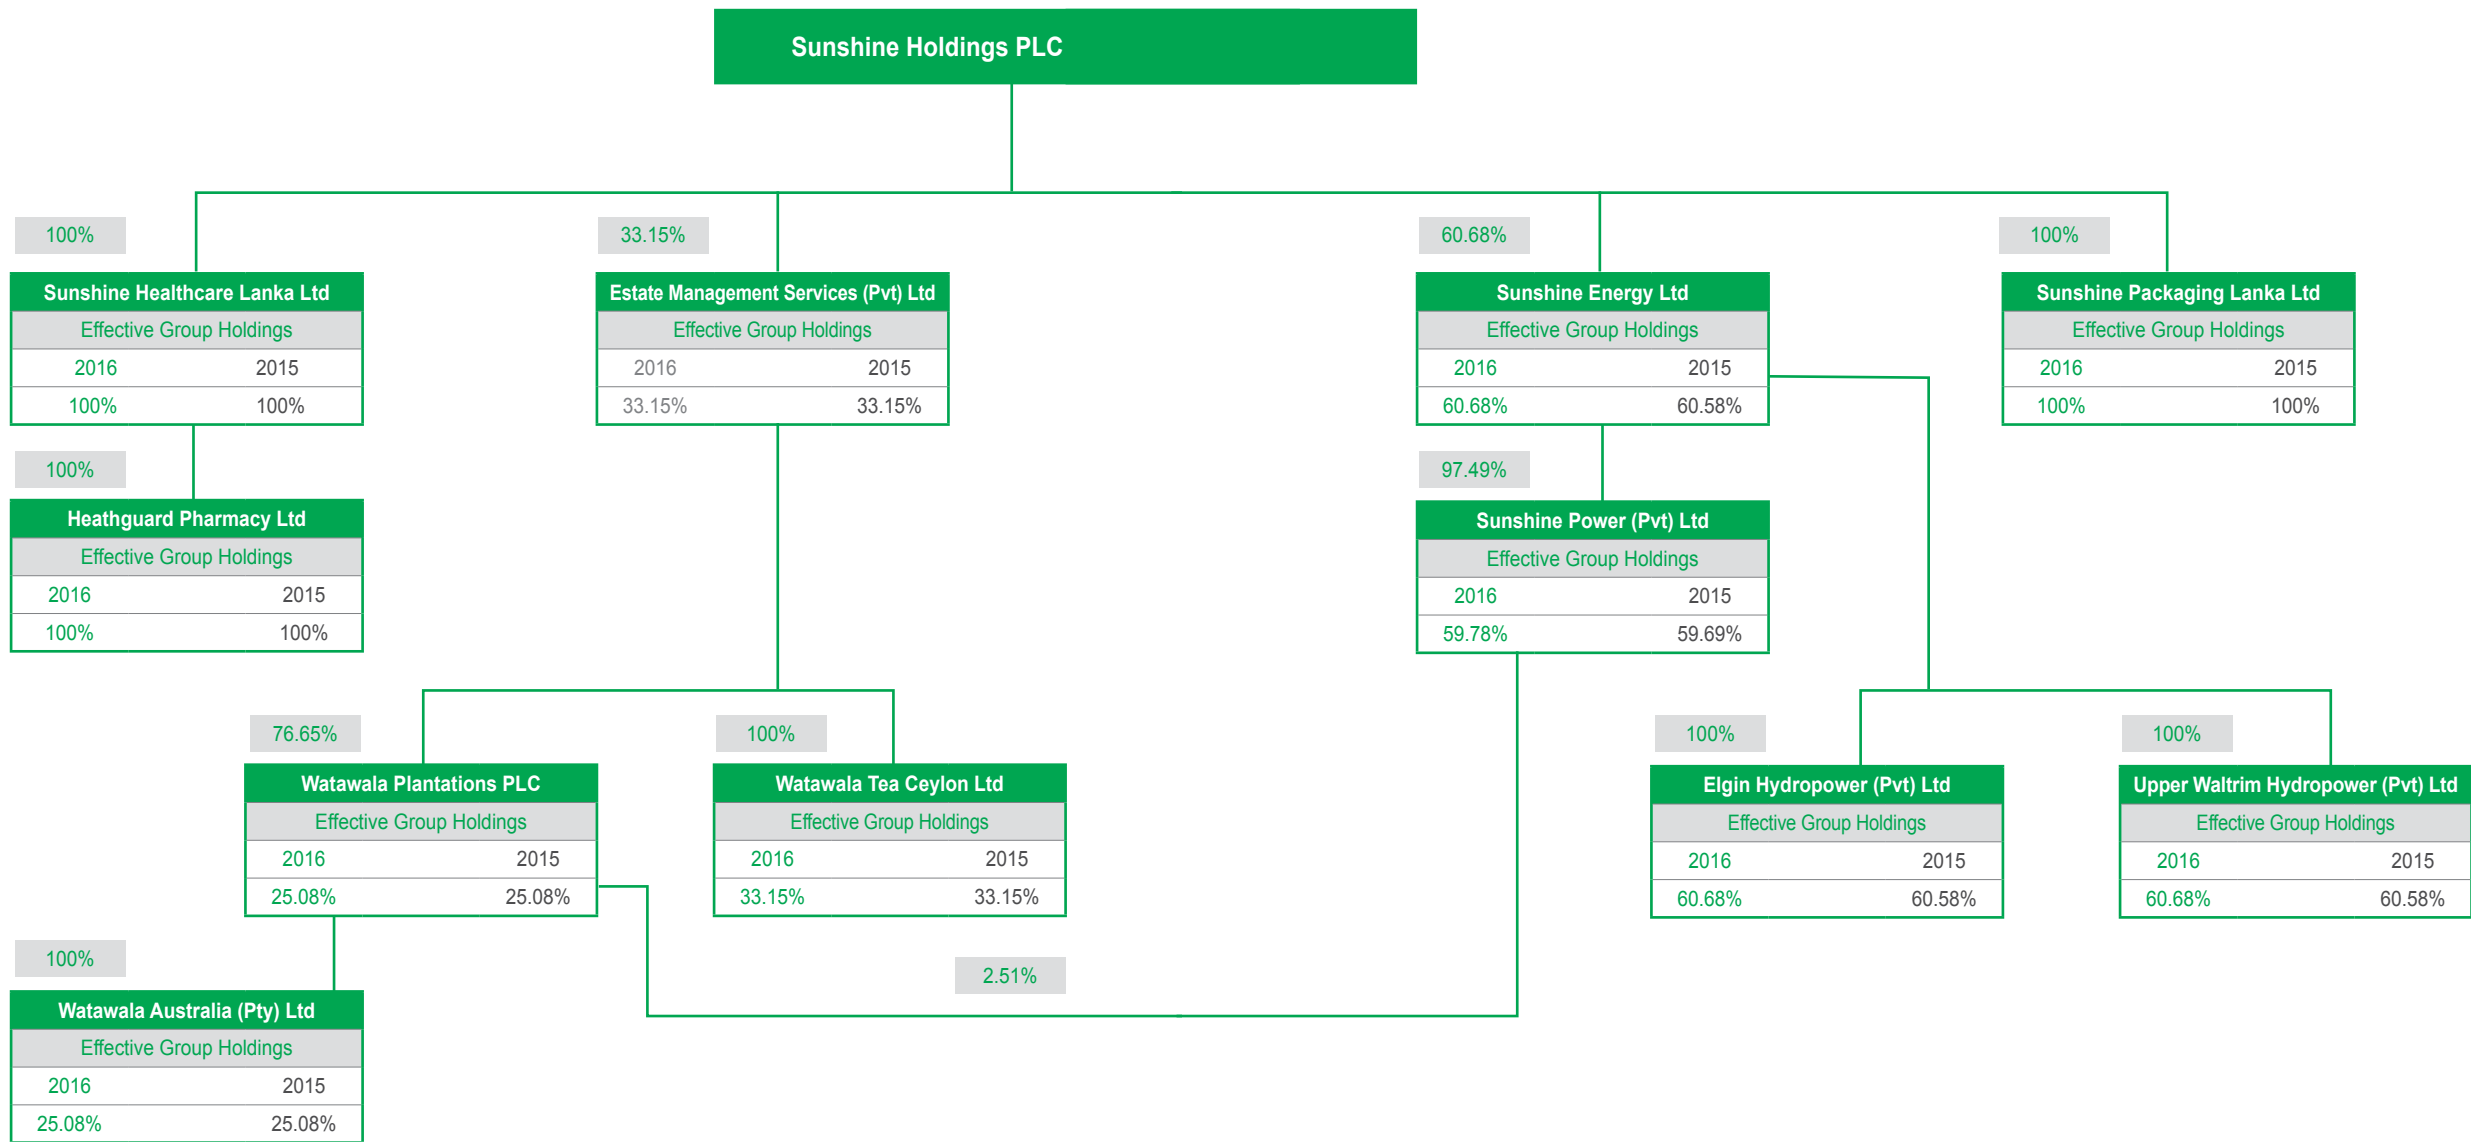 Sunshine Holdings PLC
100%
33.15%
60.68%
100%
Sunshine Healthcare Lanka Ltd
Effective Group Holdings
2016 2015
100% 100%
Estate Management Services (Pvt) Ltd
Effective Group Holdings
2016 2015
33.15% 33.15%
Sunshine Energy Ltd
Effective Group Holdings
2016 2015
60.68% 60.58%
Sunshine Packaging Lanka Ltd
Effective Group Holdings
2016 2015
100% 100%
100%
Heathguard Pharmacy Ltd
Effective Group Holdings
2016 2015
100% 100%
97.49%
Sunshine Power (Pvt) Ltd
Effective Group Holdings
2016 2015
59.78% 59.69%
76.65%
Watawala Plantations PLC
Effective Group Holdings
2016 2015
25.08% 25.08%
100%
Watawala Tea Ceylon Ltd
Effective Group Holdings
2016 2015
33.15% 33.15%
100%
Elgin Hydropower (Pvt) Ltd
Effective Group Holdings
2016 2015
60.68% 60.58%
100%
Upper Waltrim Hydropower (Pvt) Ltd
Effective Group Holdings
2016 2015
60.68% 60.58%
100%
2.51%
Watawala Australia (Pty) Ltd
Effective Group Holdings
2016 2015
25.08% 25.08%